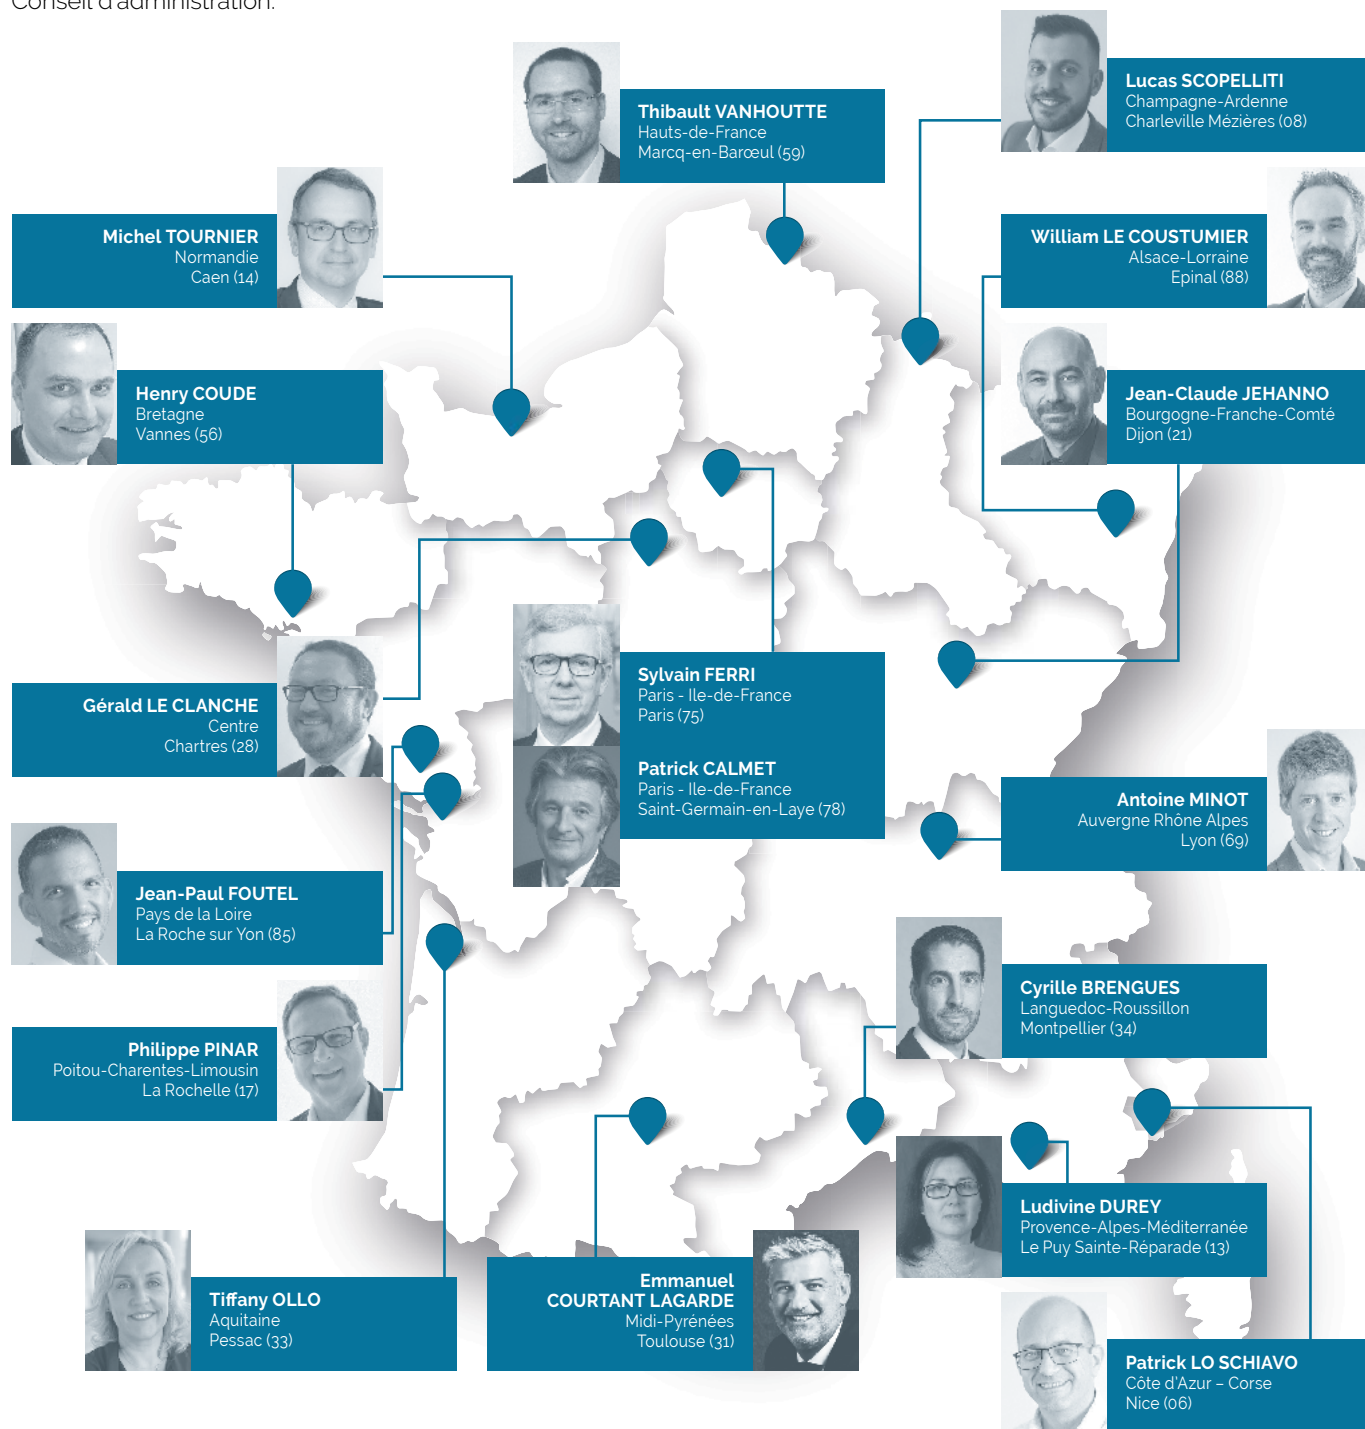 Conseil d'administration.
Lucas SCOPELLITI
Champagne-Ardenne
Charleville Mézières (08)
Thibault VANHOUTTE
Hauts-de-France
Marcq-en-Barœul (59)
Michel TOURNIER
Normandie
Caen (14)
William LE COUSTUMIER
Alsace-Lorraine
Epinal (88)
Henry COUDE
Bretagne
Vannes (56)
Jean-Claude JEHANNO
Bourgogne-Franche-Comté
Dijon (21)
Gérald LE CLANCHE
Centre
Chartres (28)
Sylvain FERRI
Paris - Ile-de-France
Paris (75)
Patrick CALMET
Paris - Ile-de-France
Saint-Germain-en-Laye (78)
Antoine MINOT
Auvergne Rhône Alpes
Lyon (69)
Jean-Paul FOUTEL
Pays de la Loire
La Roche sur Yon (85)
Cyrille BRENGUES
Languedoc-Roussillon
Montpellier (34)
Philippe PINAR
Poitou-Charentes-Limousin
La Rochelle (17)
Ludivine DUREY
Provence-Alpes-Méditerranée
Le Puy Sainte-Réparade (13)
Tiffany OLLO
Aquitaine
Pessac (33)
Emmanuel
COURTANT LAGARDE
Midi-Pyrénées
Toulouse (31)
Patrick LO SCHIAVO
Côte d'Azur – Corse
Nice (06)